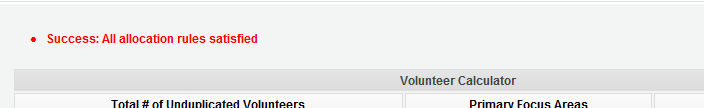 Success: All allocation rules satisfied
Volunteer Calculator
Total # of Unduplicated Volunteers
Primary Focus Areas